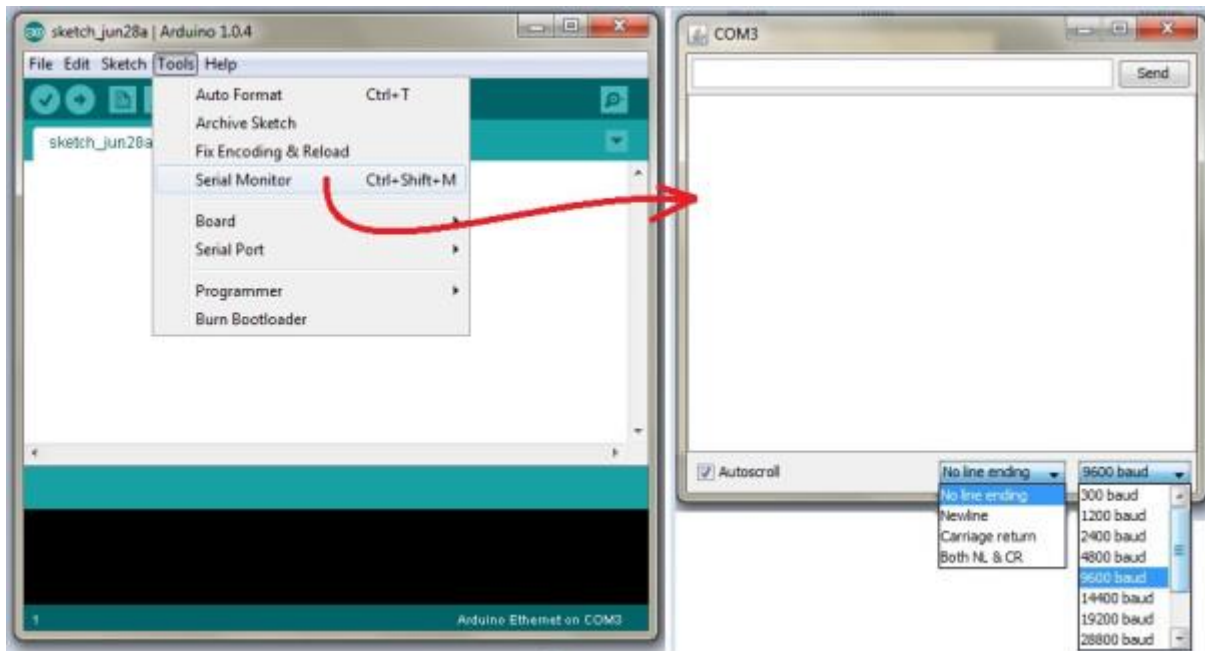 sketch_jun28a | Arduino 1.0.4
File Edit Sketch Tools Help
Auto Format Ctrl+T
Archive Sketch
sketch_jun28a
Fix Encoding & Reload
Serial Monitor Ctrl+Shift+M
Board
Serial Port
Programmer
Burn Bootloader
1
Arduino Ethernet on COM3
COM3
Send
Autoscroll
No line ending
9600 baud
No line ending
Newline
Carriage return
Both NL & CR
300 baud
1200 baud
2400 baud
4800 baud
9600 baud
14400 baud
19200 baud
28800 baud